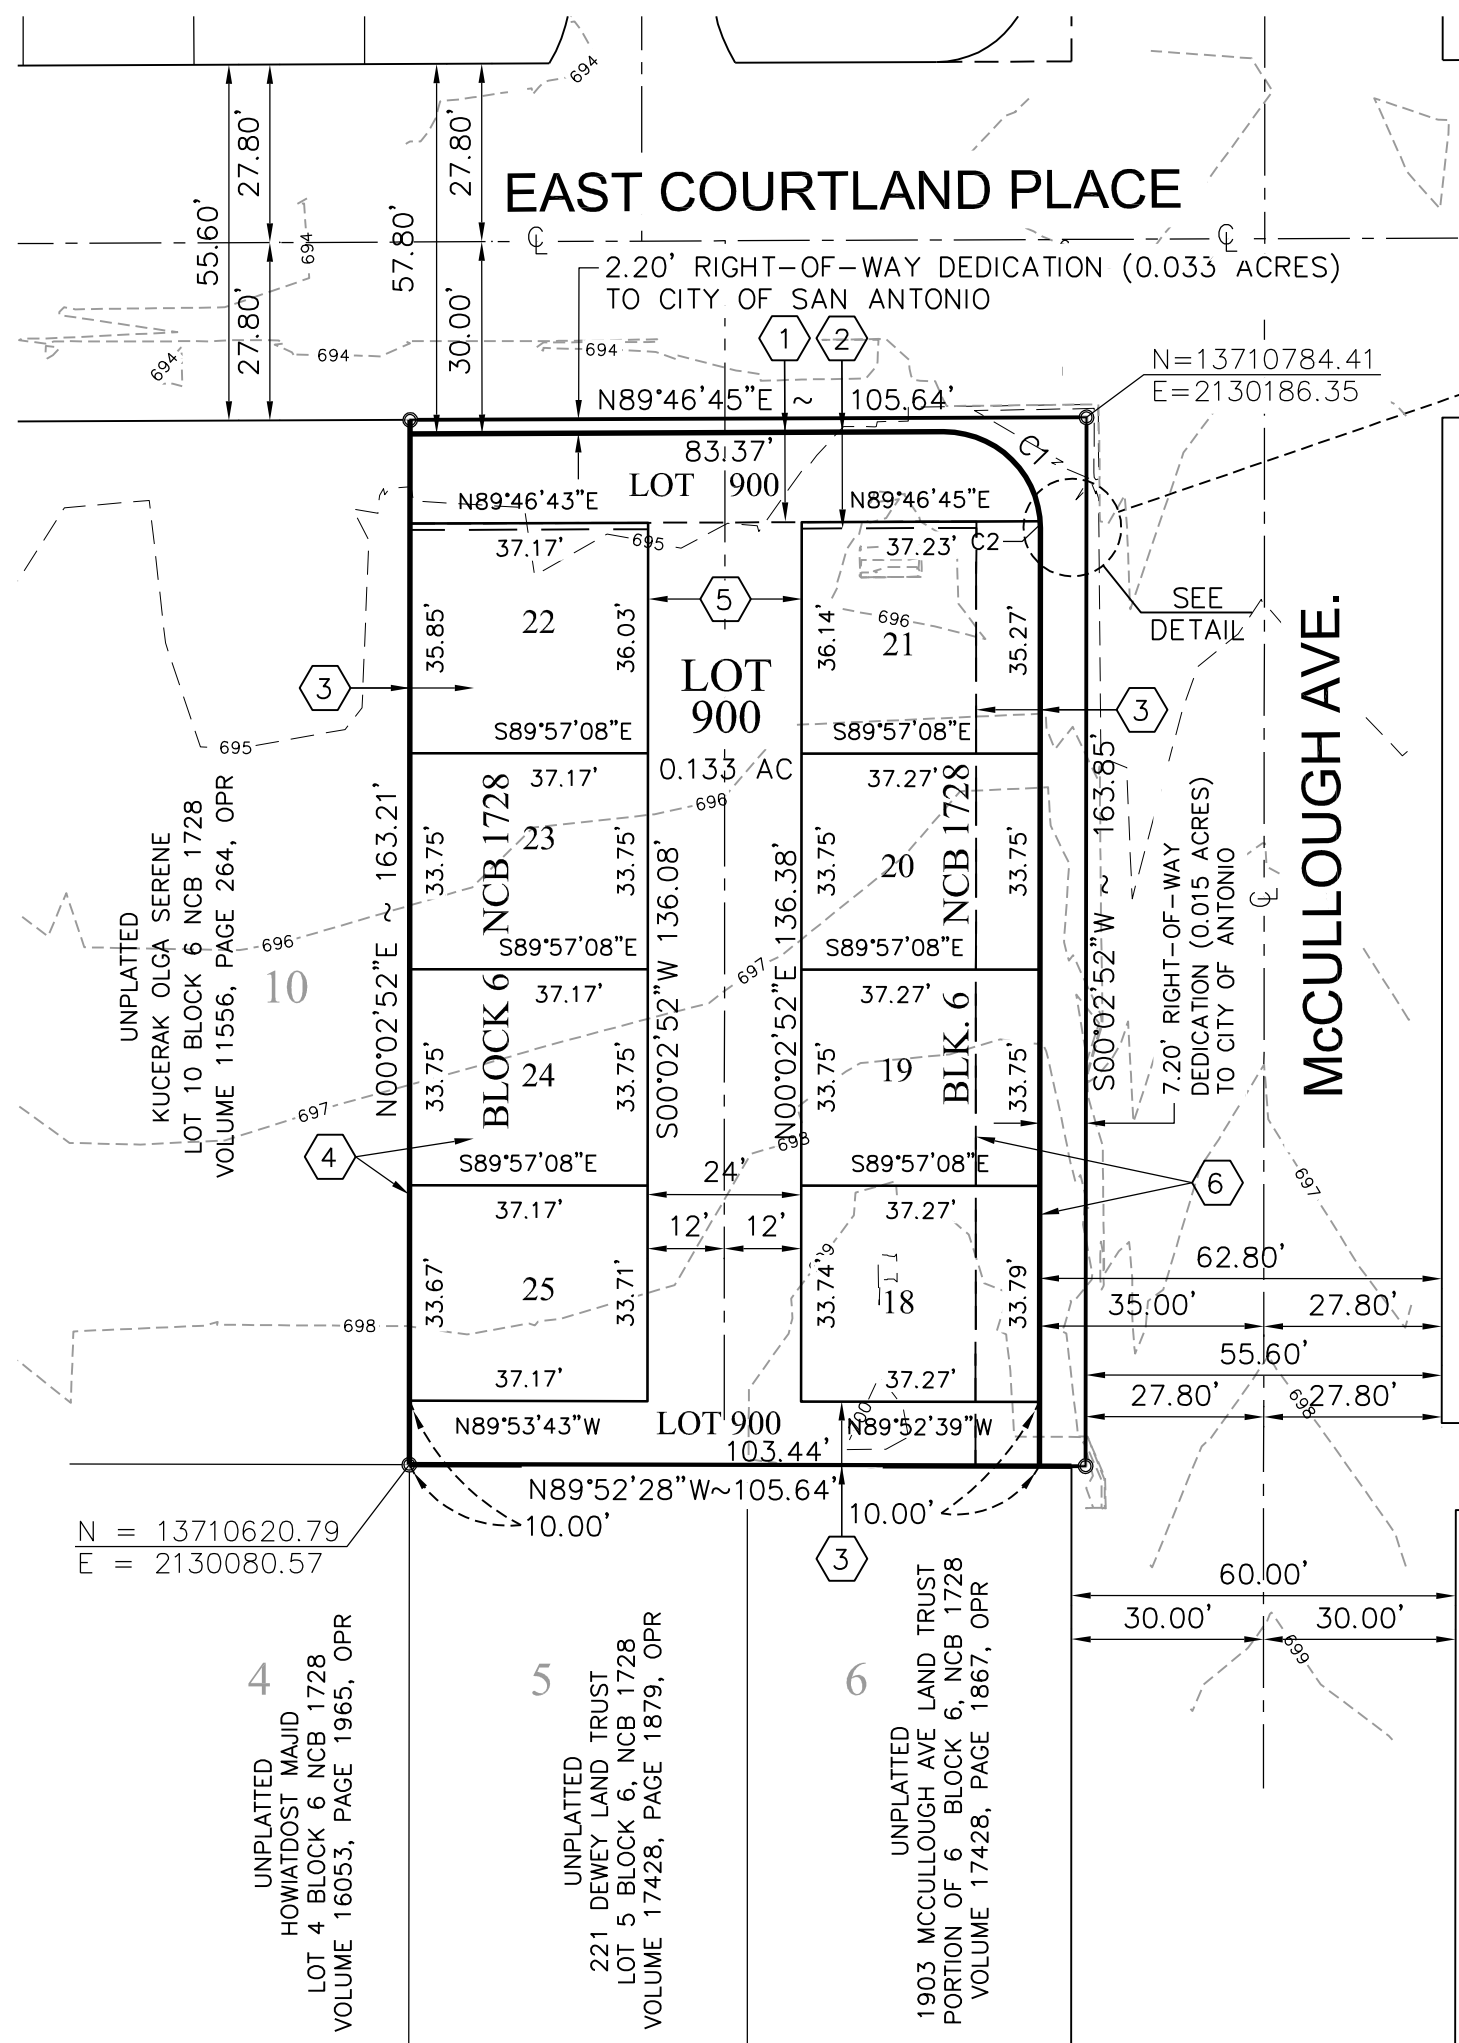 694
27.80'
27.80'
55.60'
57.80'
27.80'
30.00'
EAST COURTLAND PLACE
℄
℄
694
2.20' RIGHT-OF-WAY DEDICATION (0.033 ACRES)
TO CITY OF SAN ANTONIO
1
2
694
694
694
N=13710784.41
E=2130186.35
N89°46'45"E ~ 105.64'
83.37'
C1
LOT 900
N89°46'43"E
N89°46'45"E
37.17'
695
37.23'
C2
SEE
DETAIL
5
22
35.85'
36.03'
36.14'
696
21
35.27'
LOT
900
3
3
S89°57'08"E
S89°57'08"E
695
0.133 AC
37.17'
37.27'
696
23
33.75'
33.75'
20
33.75'
33.75'
BLOCK 6 NCB 1728
BLK. 6 NCB 1728
N00°02'52"E ~ 163.21'
S00°02'52"W 136.08'
N00°02'52"E 136.38'
S00°02'52"W ~ 163.85'
McCULLOUGH AVE.
℄
7.20' RIGHT-OF-WAY
DEDICATION (0.015 ACRES)
TO CITY OF ANTONIO
UNPLATTED
KUCERAK OLGA SERENE
LOT 10 BLOCK 6 NCB 1728
VOLUME 11556, PAGE 264, OPR
696
10
S89°57'08"E
S89°57'08"E
697
37.17'
37.27'
24
33.75'
33.75'
19
33.75'
33.75'
697
698
4
S89°57'08"E
S89°57'08"E
24'
6
697
37.17'
37.27'
12'
12'
25
33.67'
33.71'
18
33.74'
33.79'
698
62.80'
35.00'
27.80'
55.60'
27.80'
27.80'
698
37.17'
37.27'
N89°53'43"W
LOT 900
N89°52'39"W
103.44'
N89°52'28"W~105.64'
10.00'
10.00'
3
N = 13710620.79
E = 2130080.57
60.00'
30.00'
30.00'
699
4
UNPLATTED
HOWIATDOST MAJID
LOT 4 BLOCK 6 NCB 1728
VOLUME 16053, PAGE 1965, OPR
5
UNPLATTED
221 DEWEY LAND TRUST
LOT 5 BLOCK 6, NCB 1728
VOLUME 17428, PAGE 1879, OPR
6
UNPLATTED
1903 MCCULLOUGH AVE LAND TRUST
PORTION OF 6 BLOCK 6, NCB 1728
VOLUME 17428, PAGE 1867, OPR